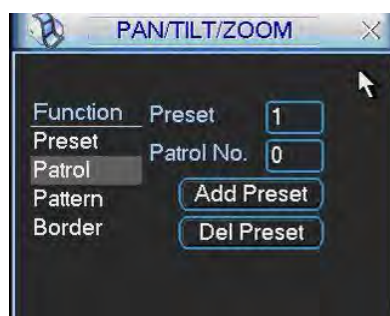 PAN/TILT/ZOOM
Function
Preset
Patrol
Pattern
Border
Preset 1
Patrol No. 0
Add Preset
Del Preset